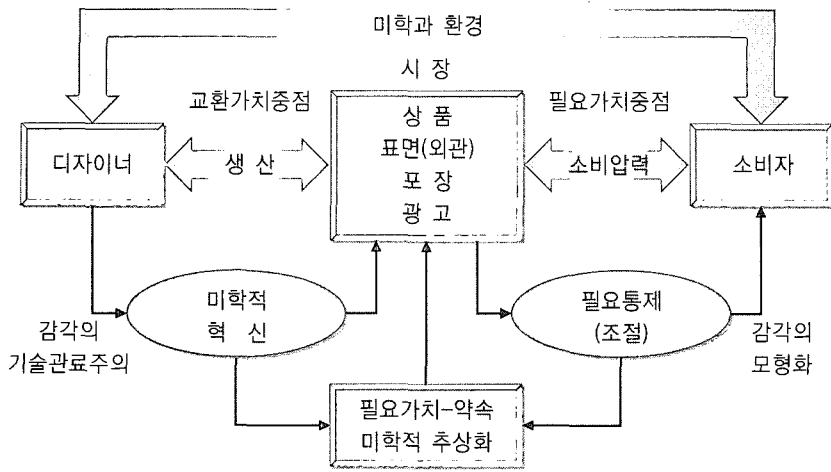 미학과 환경
시 장
교환가치중점
필요가치중점
디자이너
생 산
상 품
표면(외관)
포 장
광 고
소비압력
소비자
미학적
혁 신
필요통제
(조절)
감각의
기술관료주의
감각의
모형화
필요가치-약속
미학적 추상화